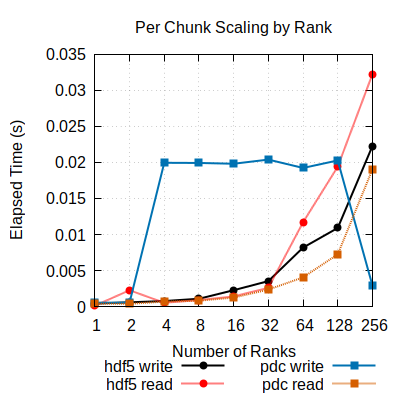 Per Chunk Scaling by Rank
0.035
0.03
0.025
0.02
0.015
0.01
0.005
0
Elapsed Time (s)
1 2 4 8 16 32 64 128 256
Number of Ranks
hdf5 write pdc write
hdf5 read pdc read